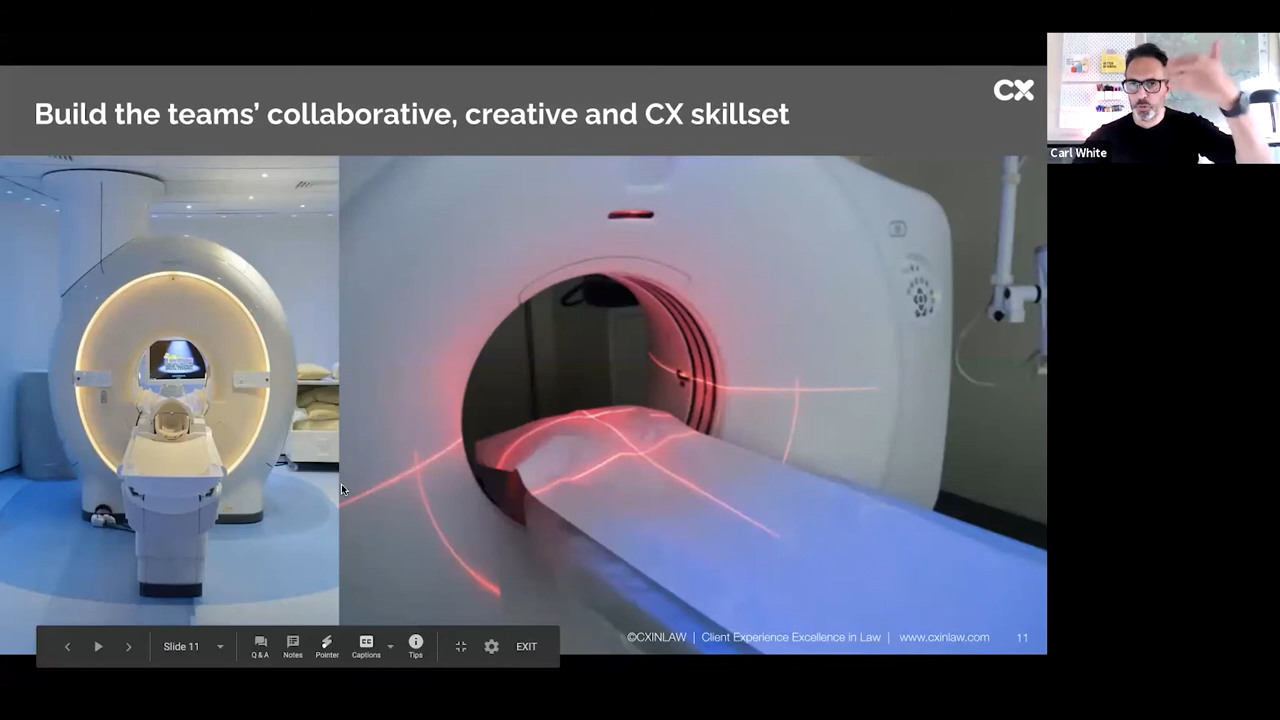 CX
Build the teams’ collaborative, creative and CX skillset
Carl White
©CXINLAW | Client Experience Excellence in Law | www.cxinlaw.com 11
Slide 11
Q & A
Notes
Pointer
Captions
Tips
EXIT